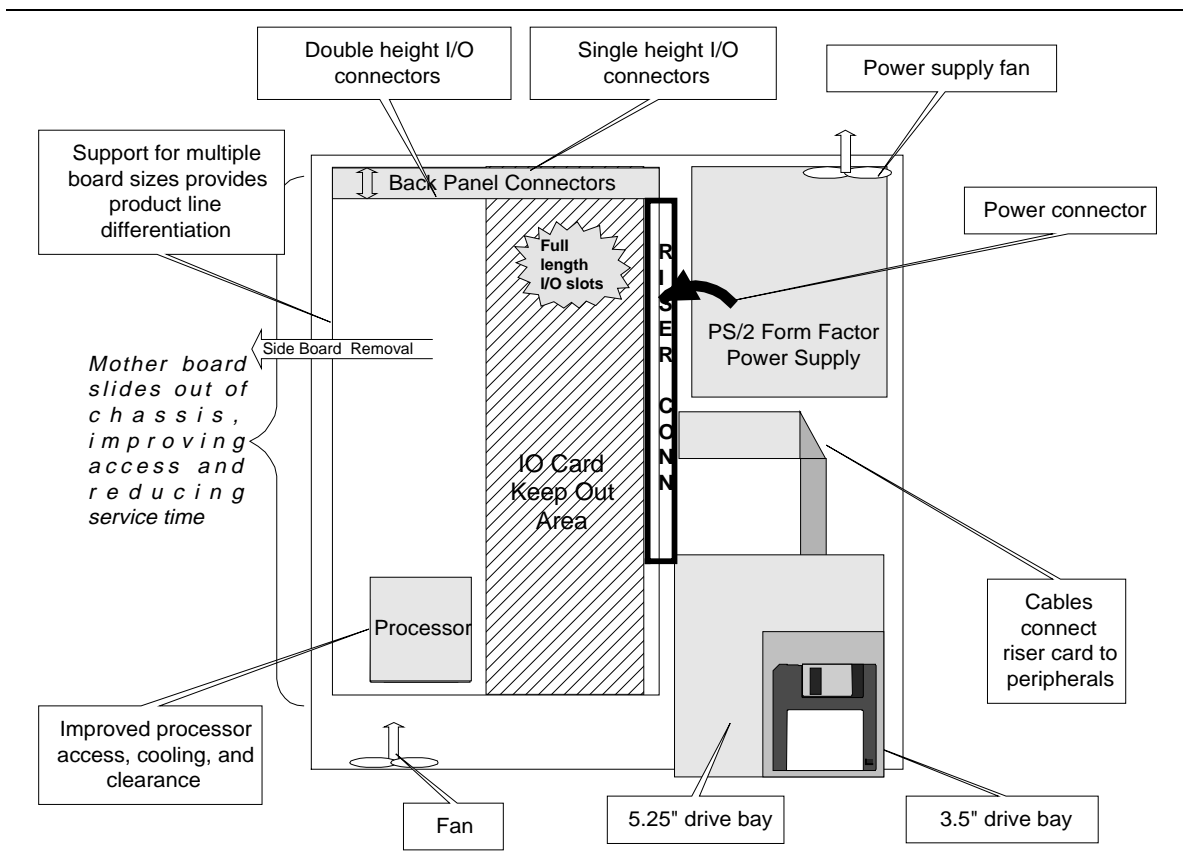 Double height I/O
connectors
Single height I/O
connectors
Power supply fan
Support for multiple
board sizes provides
product line
differentiation
Back Panel Connectors
Power connector
Full
length
I/O slots
RISER CONN
PS/2 Form Factor
Power Supply
Side Board Removal
Mother board
slides out of
chassis,
improving
access and
reducing
service time
IO Card
Keep Out
Area
Processor
Cables
connect
riser card to
peripherals
Improved processor
access, cooling, and
clearance
Fan
5.25" drive bay
3.5" drive bay